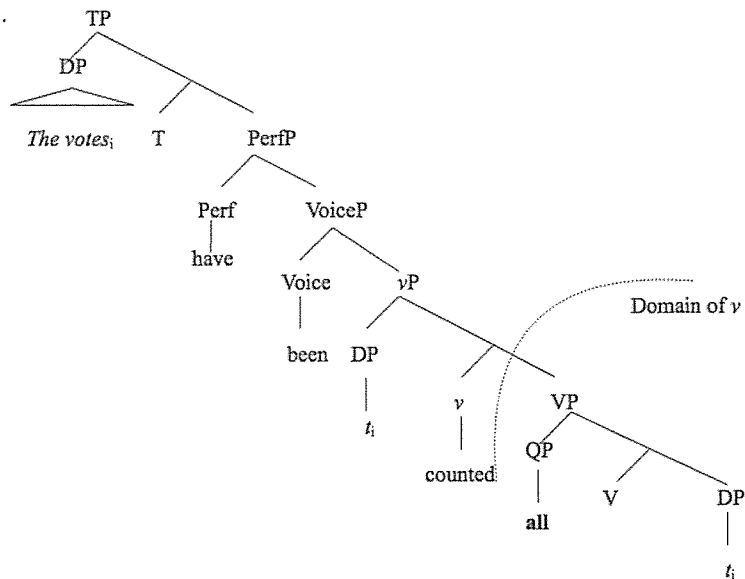 .
TP
DP
The votesi T PerfP
Perf VoiceP
have
Voice vP
Domain of v
been DP
v VP
ti
QP
counted
V DP
all
ti